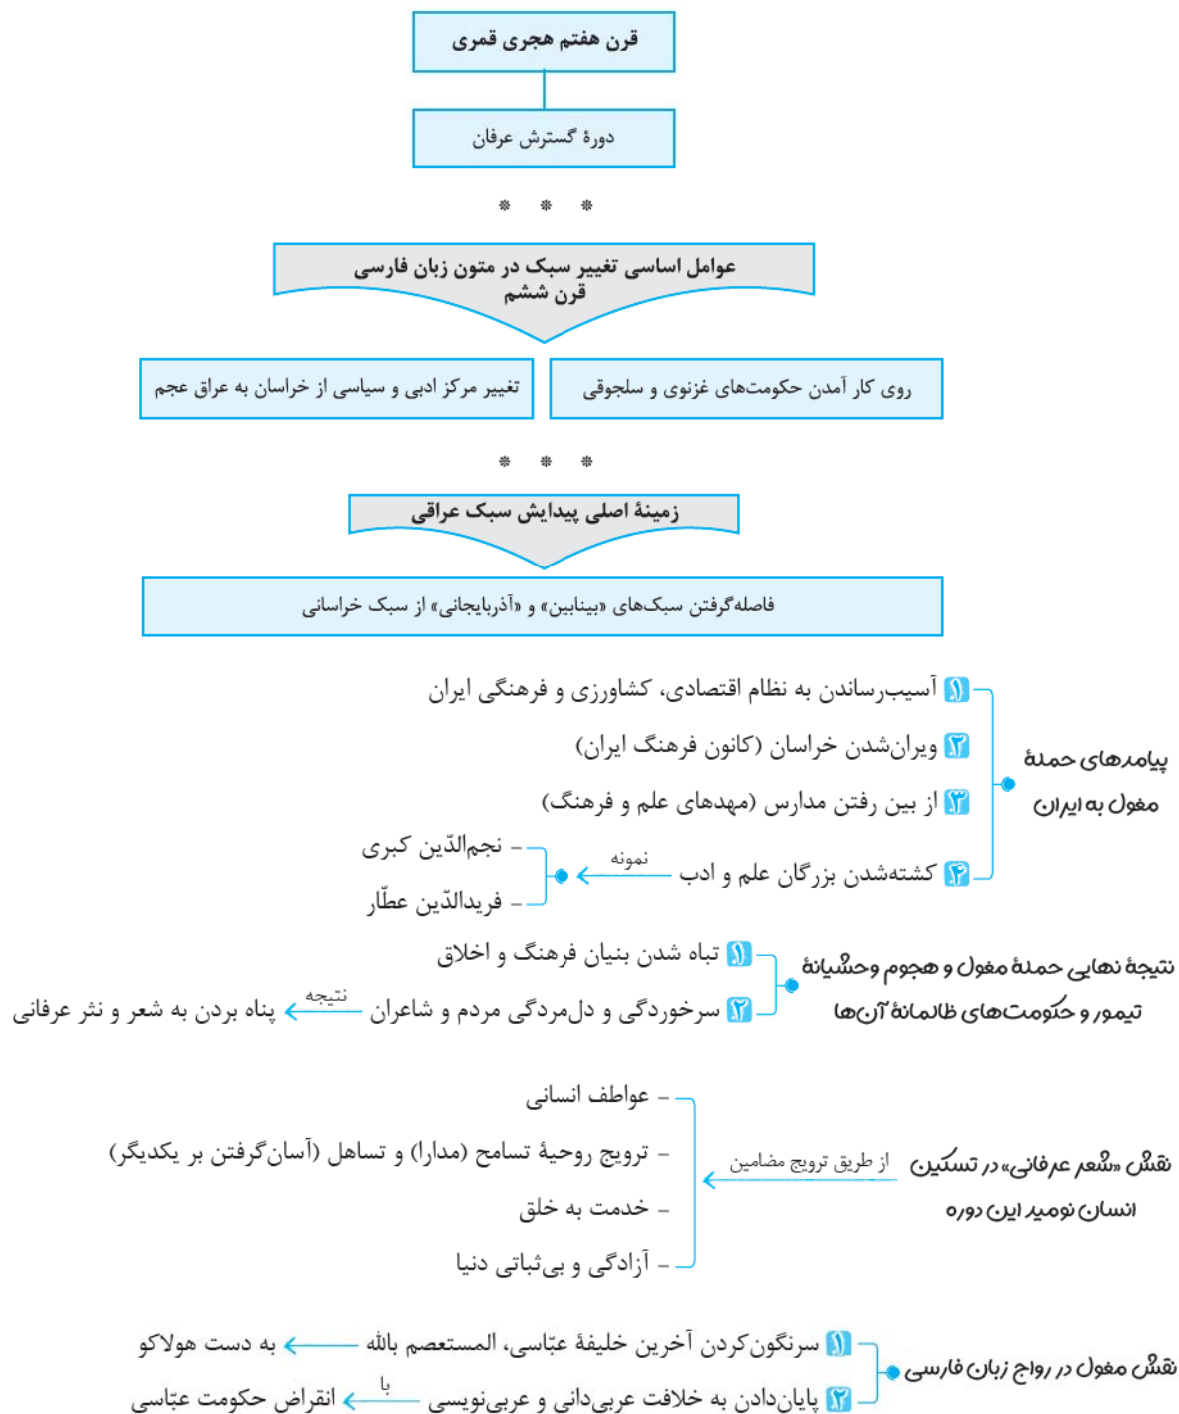 قرن هفتم هجری قمری
دورۀ گسترش عرفان
* * *
عوامل اساسی تغییر سبک در متون زبان فارسی
قرن ششم
روی کار آمدن حکومت‌های غزنوی و سلجوقی
تغییر مرکز ادبی و سیاسی از خراسان به عراق عجم
* * *
زمینۀ اصلی پیدایش سبک عراقی
فاصله‌گرفتن سبک‌های «بینابین» و «آذربایجانی» از سبک خراسانی
پیامدهای حملۀ
مغول به ایران
۱ آسیب‌رساندن به نظام اقتصادی، کشاورزی و فرهنگی ایران
۲ ویران‌شدن خراسان (کانون فرهنگ ایران)
۳ از بین رفتن مدارس (مهدهای علم و فرهنگ)
۴ کشته‌شدن بزرگان علم و ادب نمونه
- نجم‌الدّین کبری
- فریدالدّین عطّار
نتیجۀ نهایی حملۀ مغول و هجوم وحشیانۀ
تیمور و حکومت‌های ظالمانۀ آن‌ها
۱ تباه شدن بنیان فرهنگ و اخلاق
۲ سرخوردگی و دل‌مردگی مردم و شاعران نتیجه پناه بردن به شعر و نثر عرفانی
نقش «شعر عرفانی» در تسکین
انسان نومید این دوره
از طریق ترویج مضامین
- عواطف انسانی
- ترویج روحیۀ تسامح (مدارا) و تساهل (آسان‌گرفتن بر یکدیگر)
- خدمت به خلق
- آزادگی و بی‌ثباتی دنیا
نقش مغول در رواج زبان فارسی
۱ سرنگون‌کردن آخرین خلیفۀ عبّاسی، المستعصم بالله به دست هولاکو
۲ پایان‌دادن به خلافت عربی‌دانی و عربی‌نویسی با انقراض حکومت عبّاسی